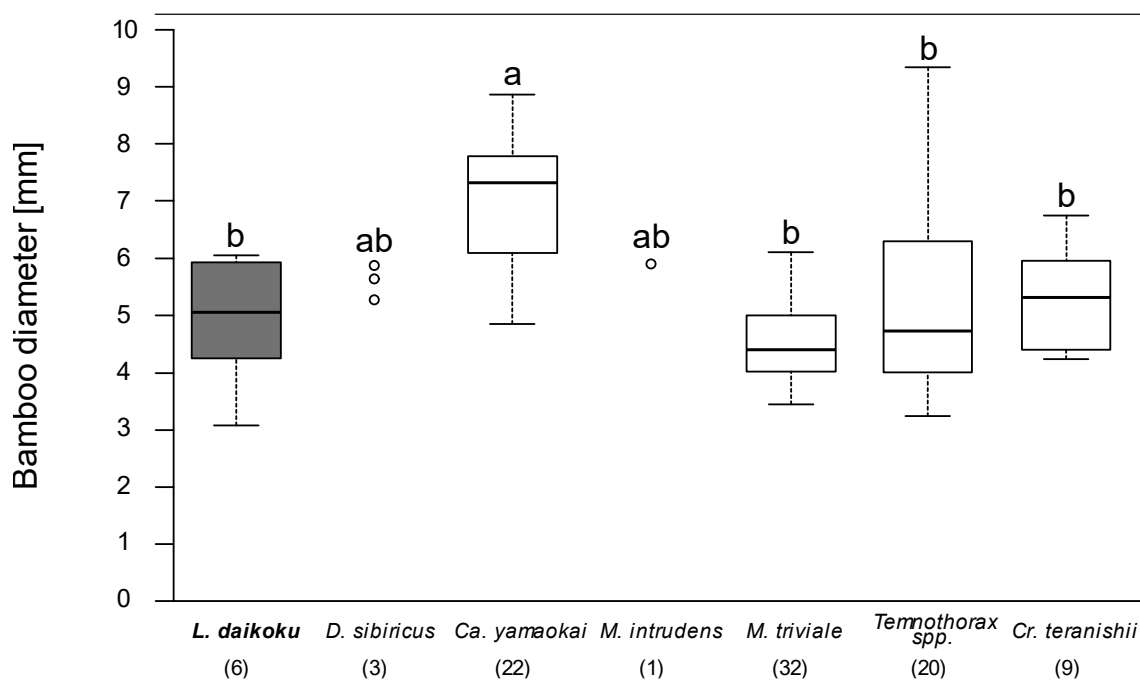 10
9
8
7
6
5
4
3
2
1
0
Bamboo diameter [mm]
b
ab
a
ab
b
b
b
L. daikoku
D. sibiricus
Ca. yamaokai
M. intrudens
M. triviale
Temnothorax
spp.
Cr. teranishii
(6)
(3)
(22)
(1)
(32)
(20)
(9)